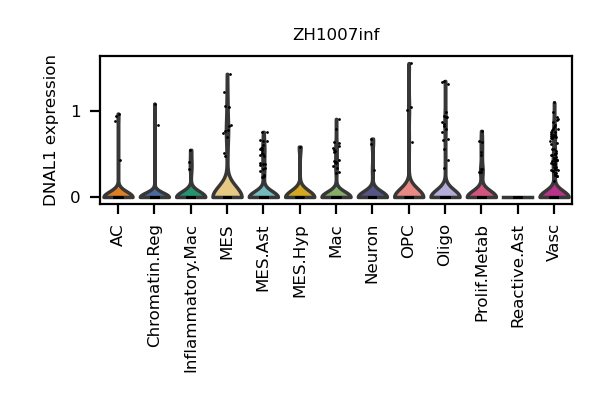 ZH1007inf
DNAL1 expression
1
0
AC
Chromatin.Reg
Inflammatory.Mac
MES
MES.Ast
MES.Hyp
Mac
Neuron
OPC
Oligo
Prolif.Metab
Reactive.Ast
Vasc